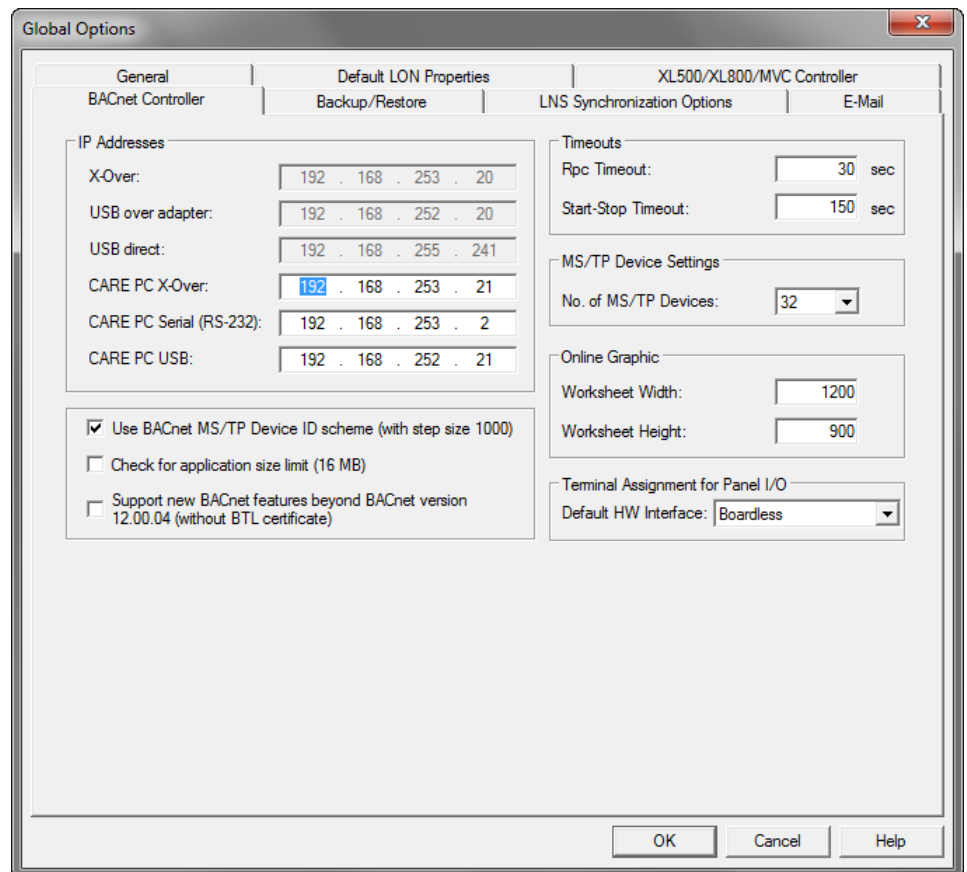 Global Options
General Default LON Properties XL500/XL800/MVC Controller
BACnet Controller Backup/Restore LNS Synchronization Options E-Mail
IP Addresses
X-Over: 192 . 168 . 253 . 20
USB over adapter: 192 . 168 . 252 . 20
USB direct: 192 . 168 . 255 . 241
CARE PC X-Over: 192 . 168 . 253 . 21
CARE PC Serial (RS-232): 192 . 168 . 253 . 2
CARE PC USB: 192 . 168 . 252 . 21
Use BACnet MS/TP Device ID scheme (with step size 1000)
Check for application size limit (16 MB)
Support new BACnet features beyond BACnet version
12.00.04 (without BTL certificate)
Timeouts
Rpc Timeout: 30 sec
Start-Stop Timeout: 150 sec
MS/TP Device Settings
No. of MS/TP Devices: 32
Online Graphic
Worksheet Width: 1200
Worksheet Height: 900
Terminal Assignment for Panel I/O
Default HW Interface: Boardless
OK Cancel Help